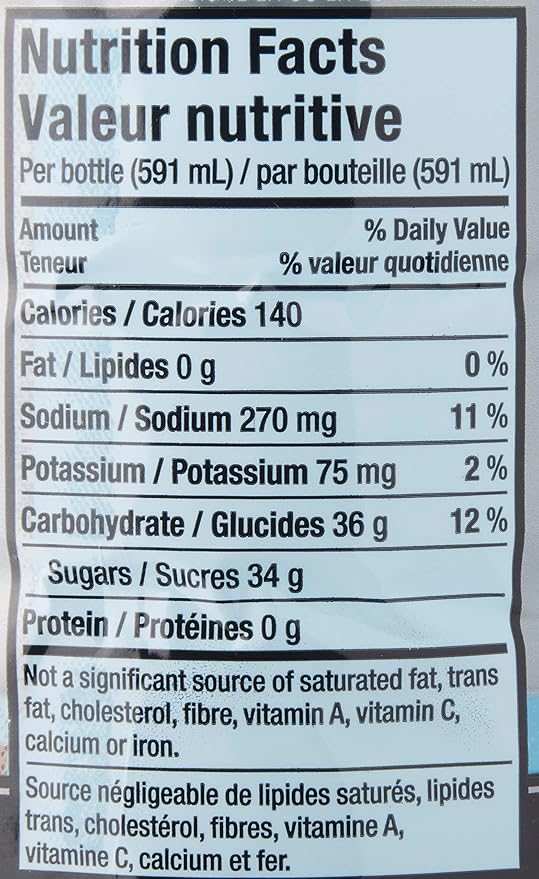 Nutrition Facts
Valeur nutritive
Per bottle (591 mL) / par bouteille (591 mL)
Amount % Daily Value
Teneur % valeur quotidienne
Calories / Calories 140
Fat / Lipides 0 g 0 %
Sodium / Sodium 270 mg 11 %
Potassium / Potassium 75 mg 2 %
Carbohydrate / Glucides 36 g 12 %
Sugars / Sucres 34 g
Protein / Protéines 0 g
Not a significant source of saturated fat, trans
fat, cholesterol, fibre, vitamin A, vitamin C,
calcium or iron.
Source négligeable de lipides saturés, lipides
trans, cholestérol, fibres, vitamine A,
vitamine C, calcium et fer.